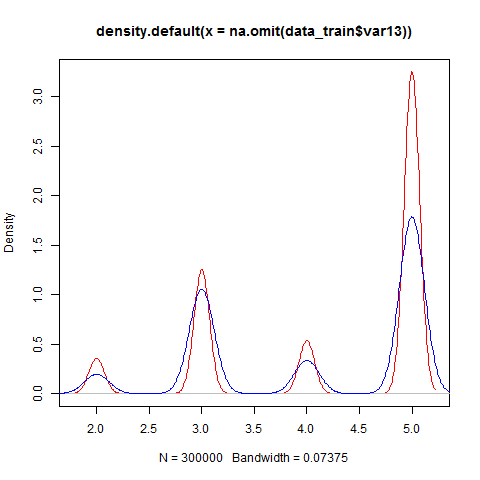 density.default(x = na.omit(data_train$var13))
Density
3.0
2.5
2.0
1.5
1.0
0.5
0.0
2.0 2.5 3.0 3.5 4.0 4.5 5.0
N = 300000 Bandwidth = 0.07375